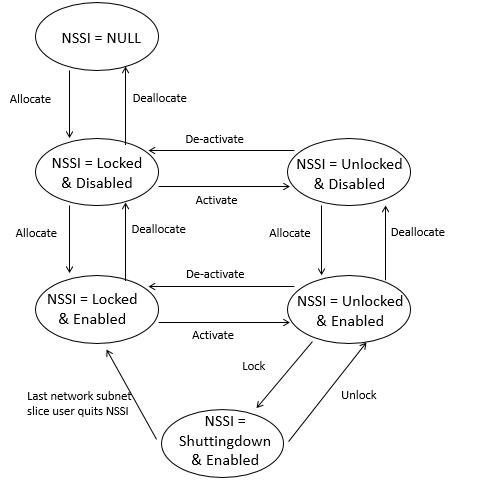 NSSI = NULL
Allocate
Deallocate
De-activate
NSSI = Locked
& Disabled
NSSI = Unlocked
& Disabled
Activate
Allocate
Deallocate
Allocate
Deallocate
De-activate
NSSI = Locked
& Enabled
NSSI = Unlocked
& Enabled
Activate
Lock
Last network subnet
slice user quits NSSI
Unlock
NSSI =
Shuttingdown
& Enabled